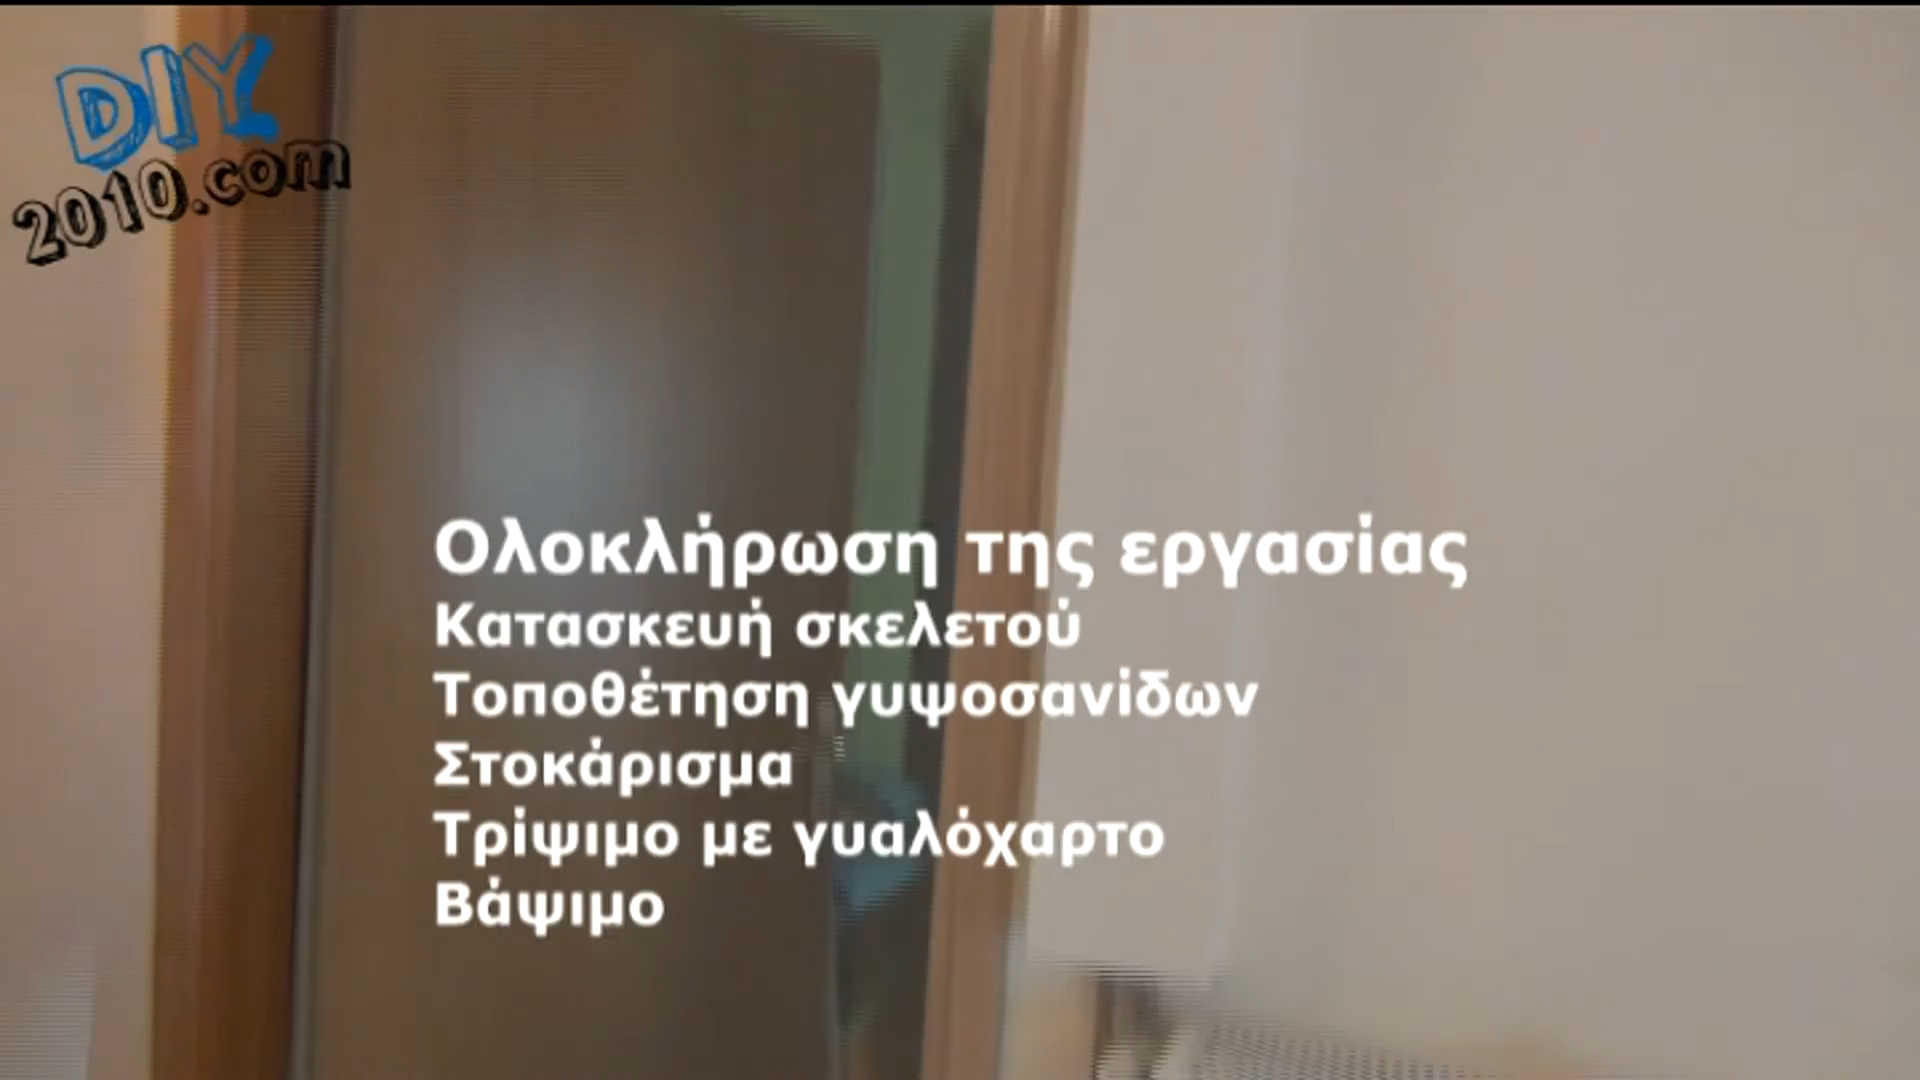 DIY
2010.com
Ολοκλήρωση της εργασίας
Κατασκευή σκελετού
Τοποθέτηση γυψοσανίδων
Στοκάρισμα
Τρίψιμο με γυαλόχαρτο
Βάψιμο